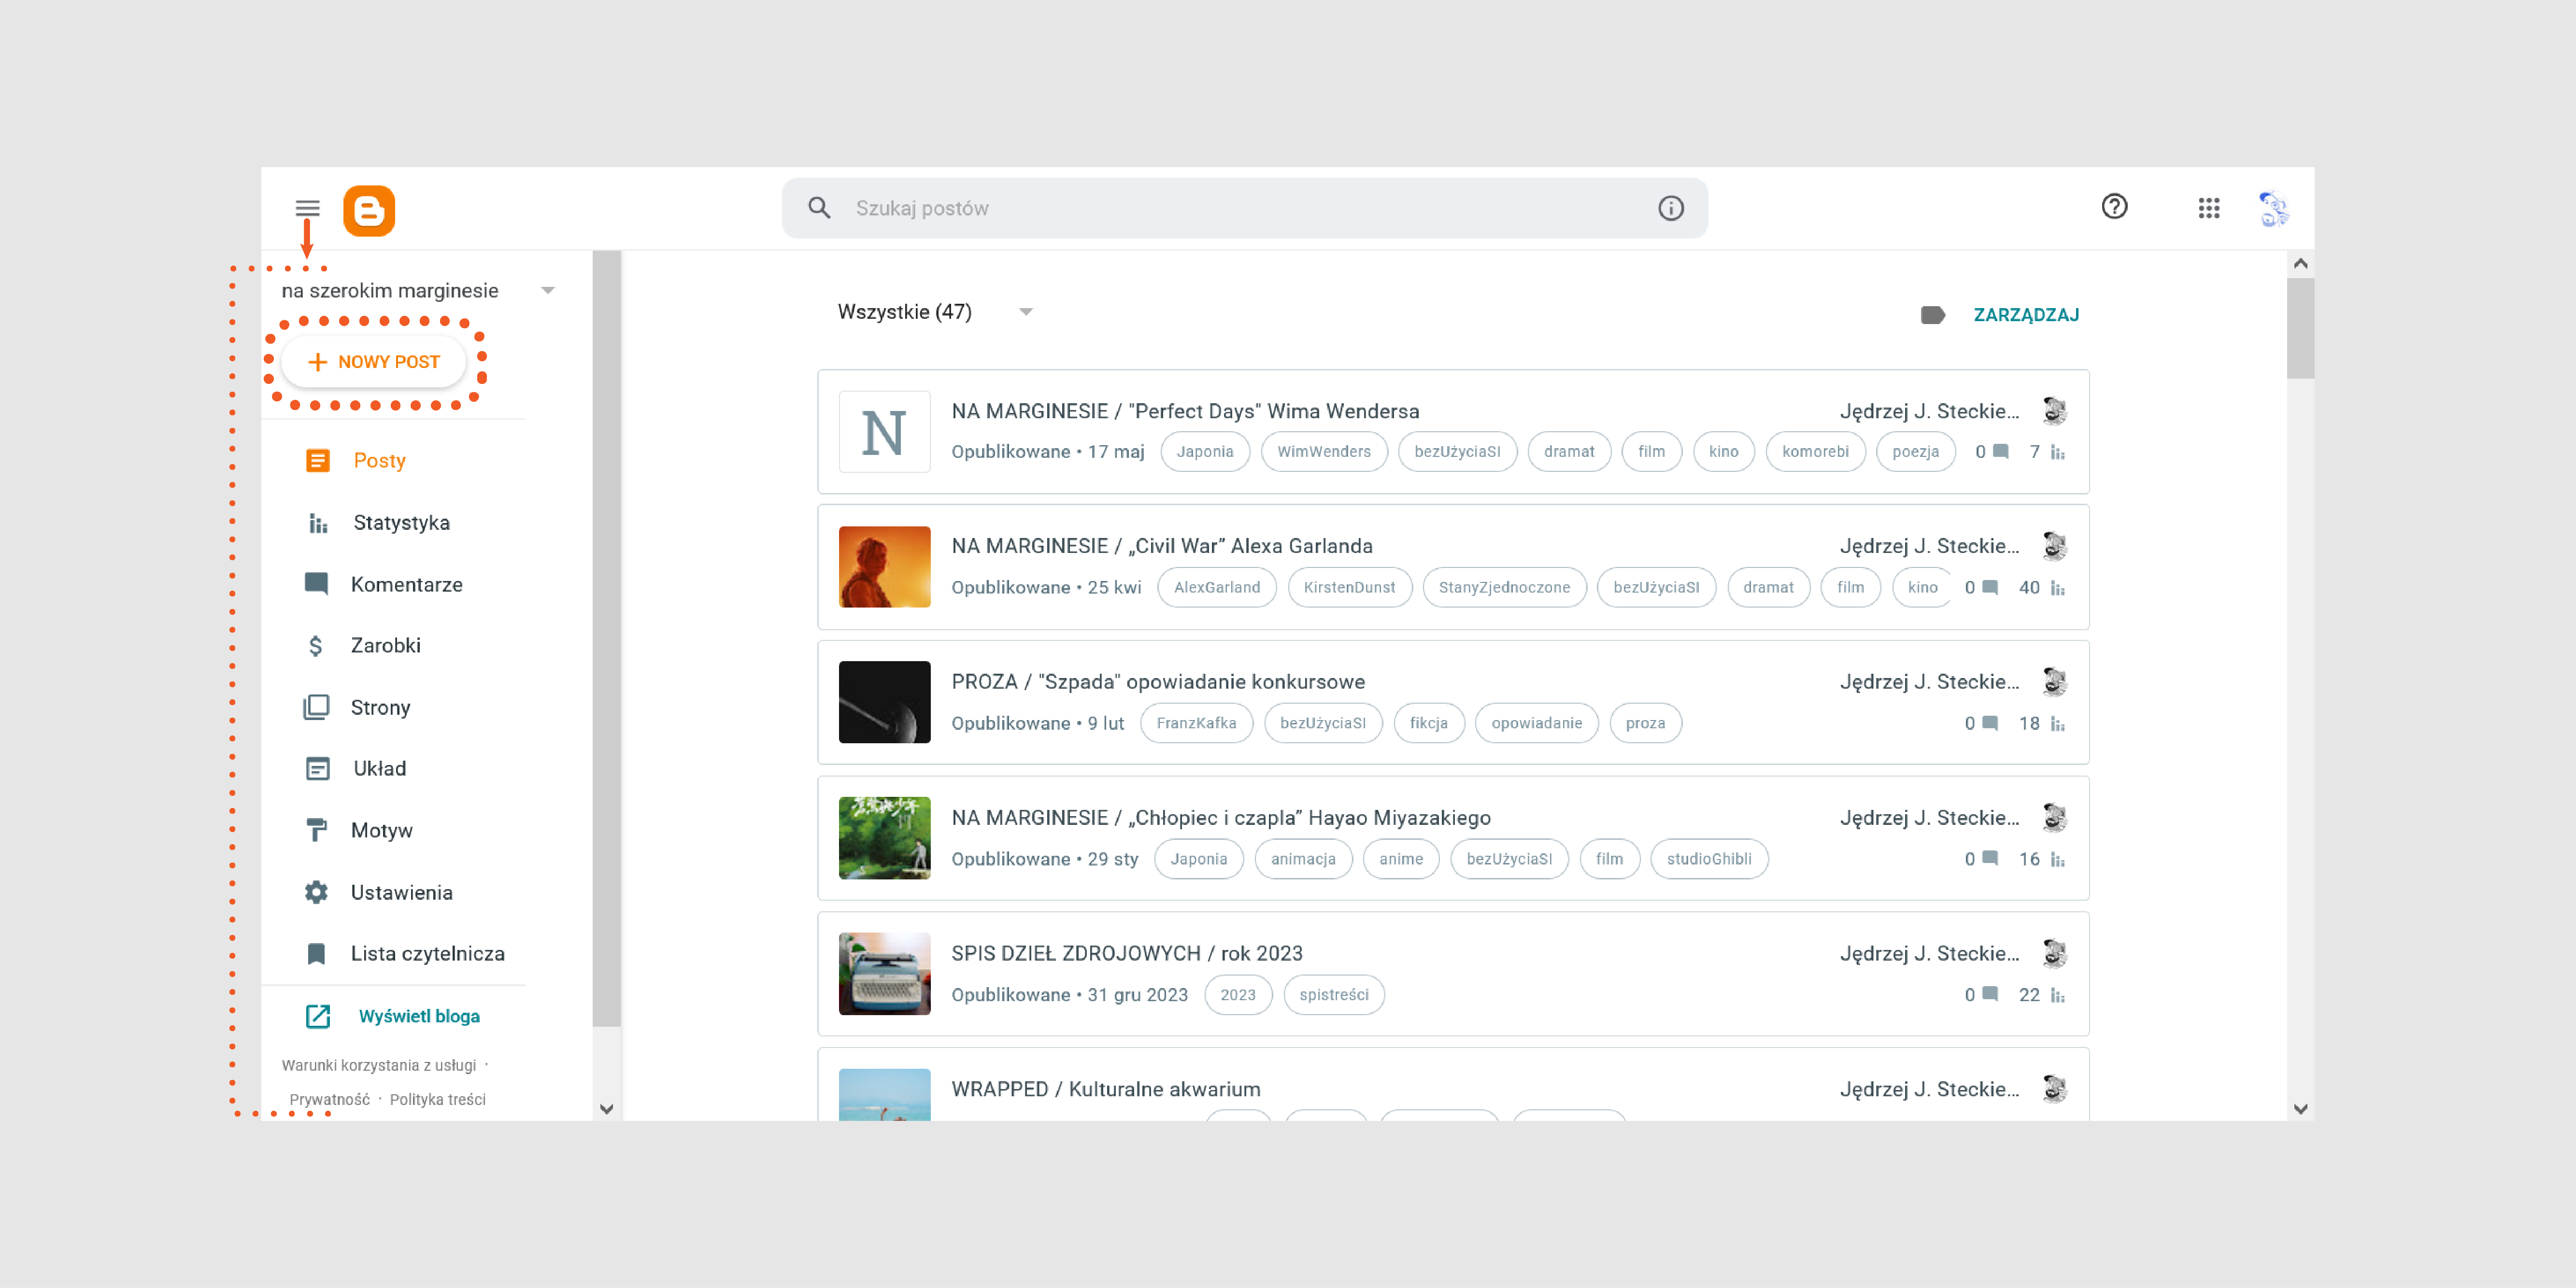 Szukaj postów
na szerokim marginesie
NOWY POST
Posty
Statystyka
Komentarze
Zarobki
Strony
Układ
Motyw
Ustawienia
Lista czytelnicza
Wyświetl bloga
Warunki korzystania z usługi ·
Prywatność · Polityka treści
Wszystkie (47)
ZARZĄDZAJ
N
NA MARGINESIE / "Perfect Days" Wima Wendersa Jędrzej J. Steckie...
Opublikowane • 17 maj Japonia WimWenders bezUżyciaSI dramat film kino komorebi poezja 0 7
NA MARGINESIE / „Civil War” Alexa Garlanda Jędrzej J. Steckie...
Opublikowane • 25 kwi AlexGarland KirstenDunst StanyZjednoczone bezUżyciaSI dramat film kino 0 40
PROZA / "Szpada" opowiadanie konkursowe Jędrzej J. Steckie...
Opublikowane • 9 lut FranzKafka bezUżyciaSI fikcja opowiadanie proza 0 18
NA MARGINESIE / „Chłopiec i czapla” Hayao Miyazakiego Jędrzej J. Steckie...
Opublikowane • 29 sty Japonia animacja anime bezUżyciaSI film studioGhibli 0 16
SPIS DZIEŁ ZDROJOWYCH / rok 2023 Jędrzej J. Steckie...
Opublikowane • 31 gru 2023 2023 spistreści 0 22
WRAPPED / Kulturalne akwarium Jędrzej J. Steckie...